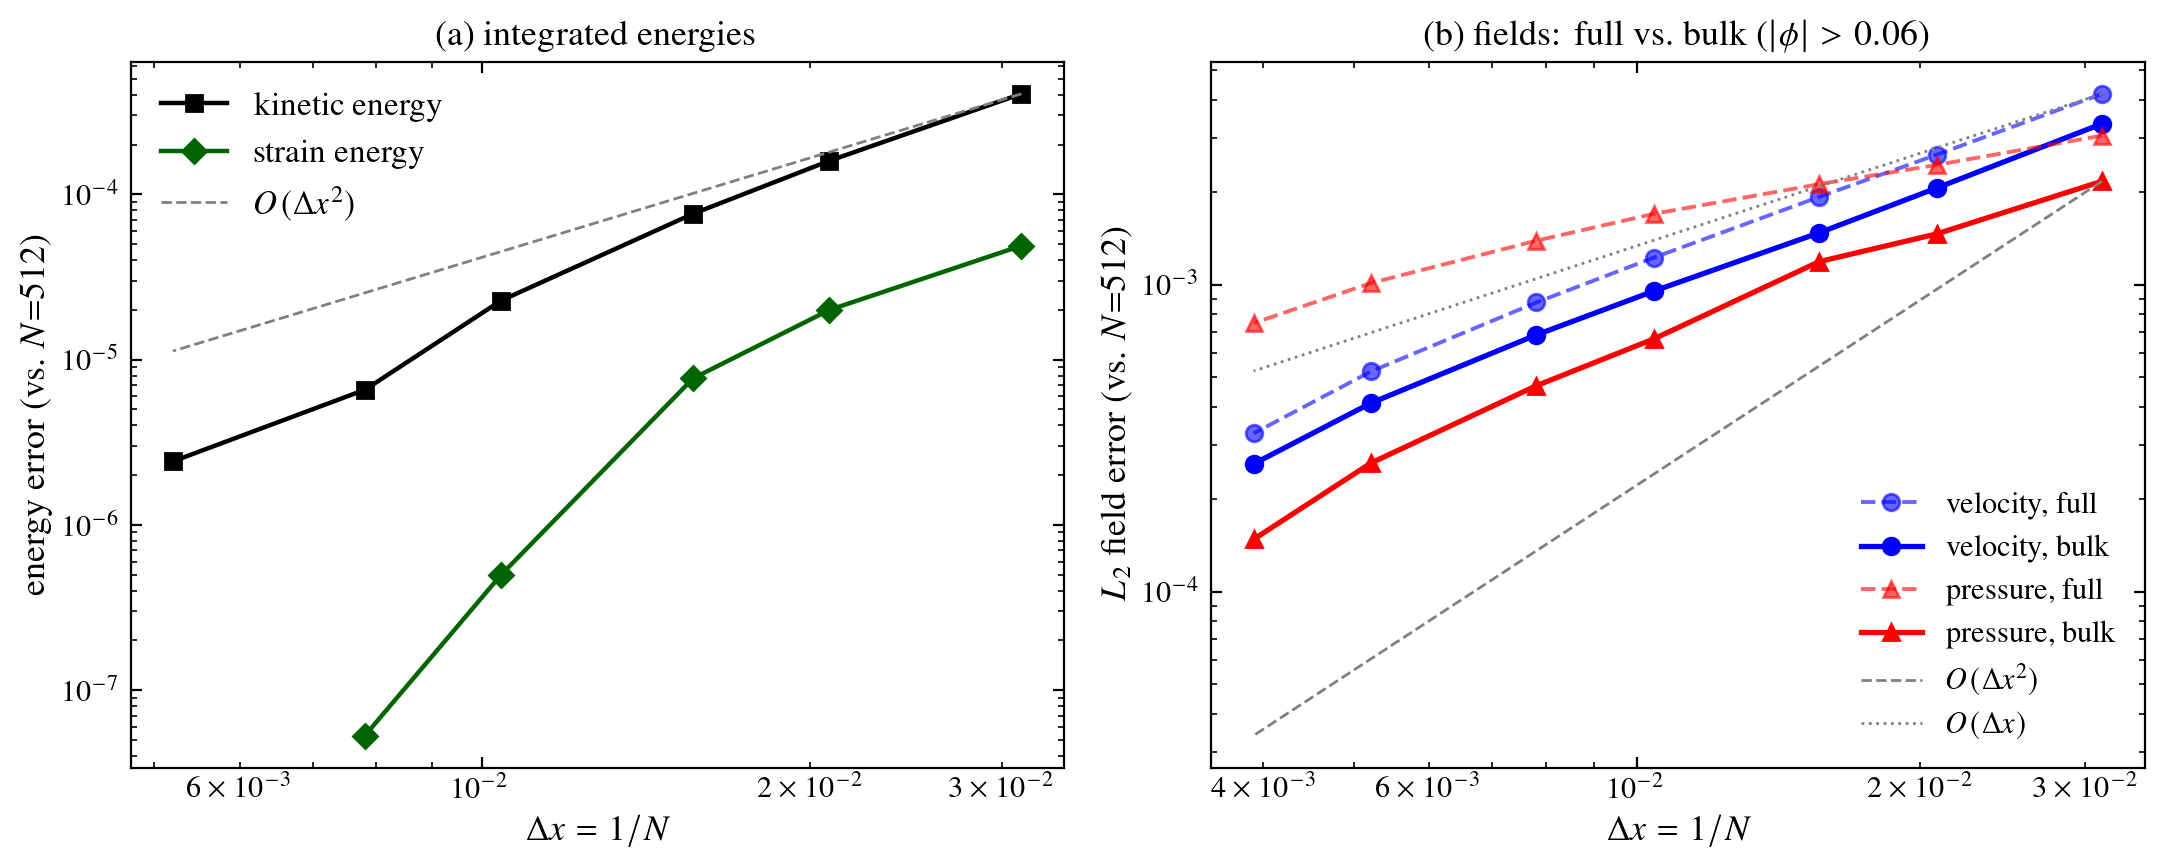 (a) integrated energies
kinetic energy
strain energy
O(Δx²)
energy error (vs. N=512)
10⁻⁴
10⁻⁵
10⁻⁶
10⁻⁷
6 × 10⁻³
10⁻²
2 × 10⁻²
3 × 10⁻²
Δx = 1/N
(b) fields: full vs. bulk (|ϕ| > 0.06)
L₂ field error (vs. N=512)
10⁻³
10⁻⁴
velocity, full
velocity, bulk
pressure, full
pressure, bulk
O(Δx²)
O(Δx)
4 × 10⁻³
6 × 10⁻³
10⁻²
2 × 10⁻²
3 × 10⁻²
Δx = 1/N